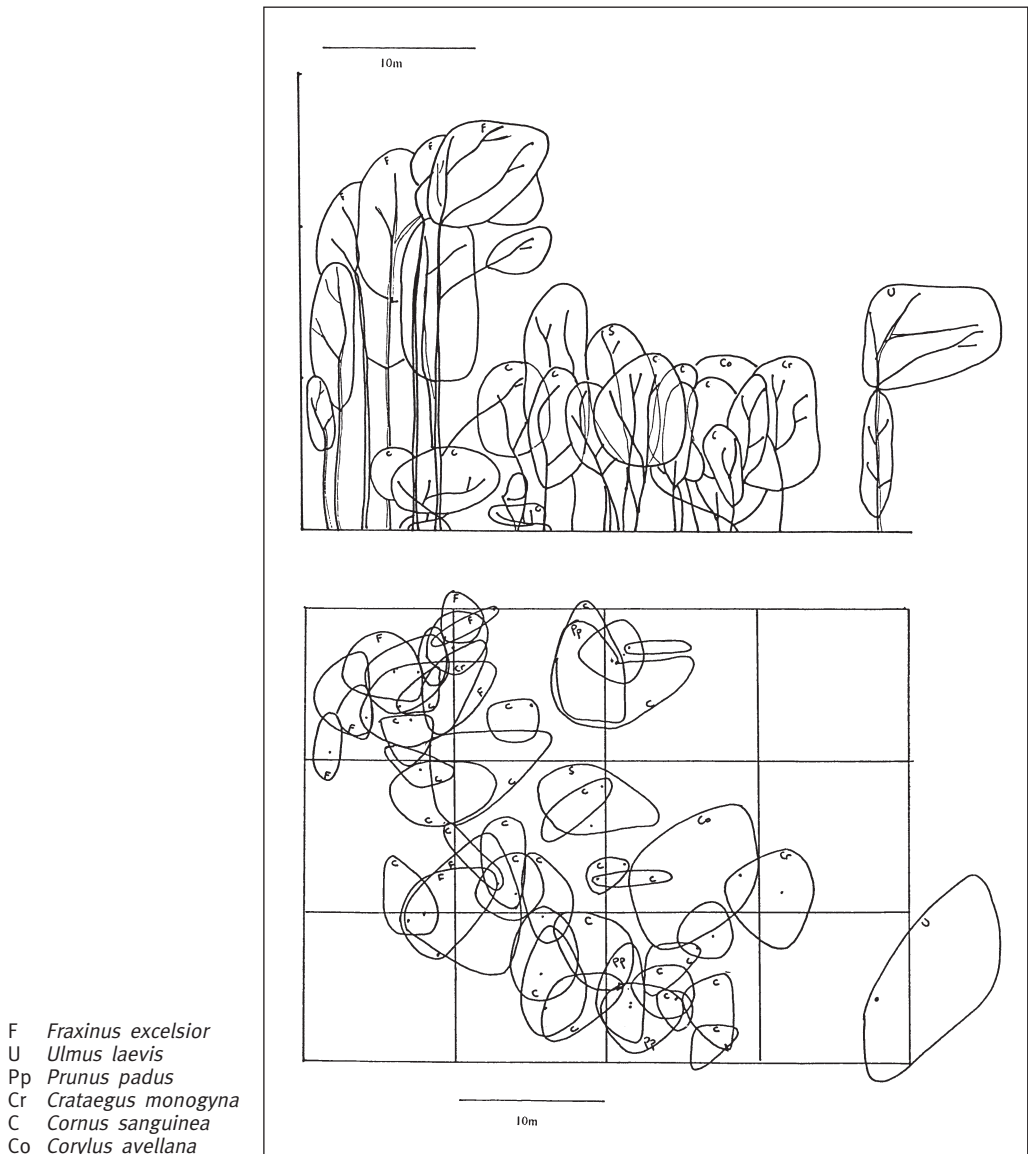 10m
F
F
F
F
C
C
C
C
C
S
C
C
C
Co
Cr
C
U
F
F
F
Cr
F
C
F
F
C
C
C
C
C
Pp
C
S
C
C
C
C
C
F
F
C
C
C
Co
Cr
U
C
C
C
PP
C
C
C
C
C
Pp
10m
F Fraxinus excelsior
U Ulmus laevis
Pp Prunus padus
Cr Crataegus monogyna
C Cornus sanguinea
Co Corylus avellana